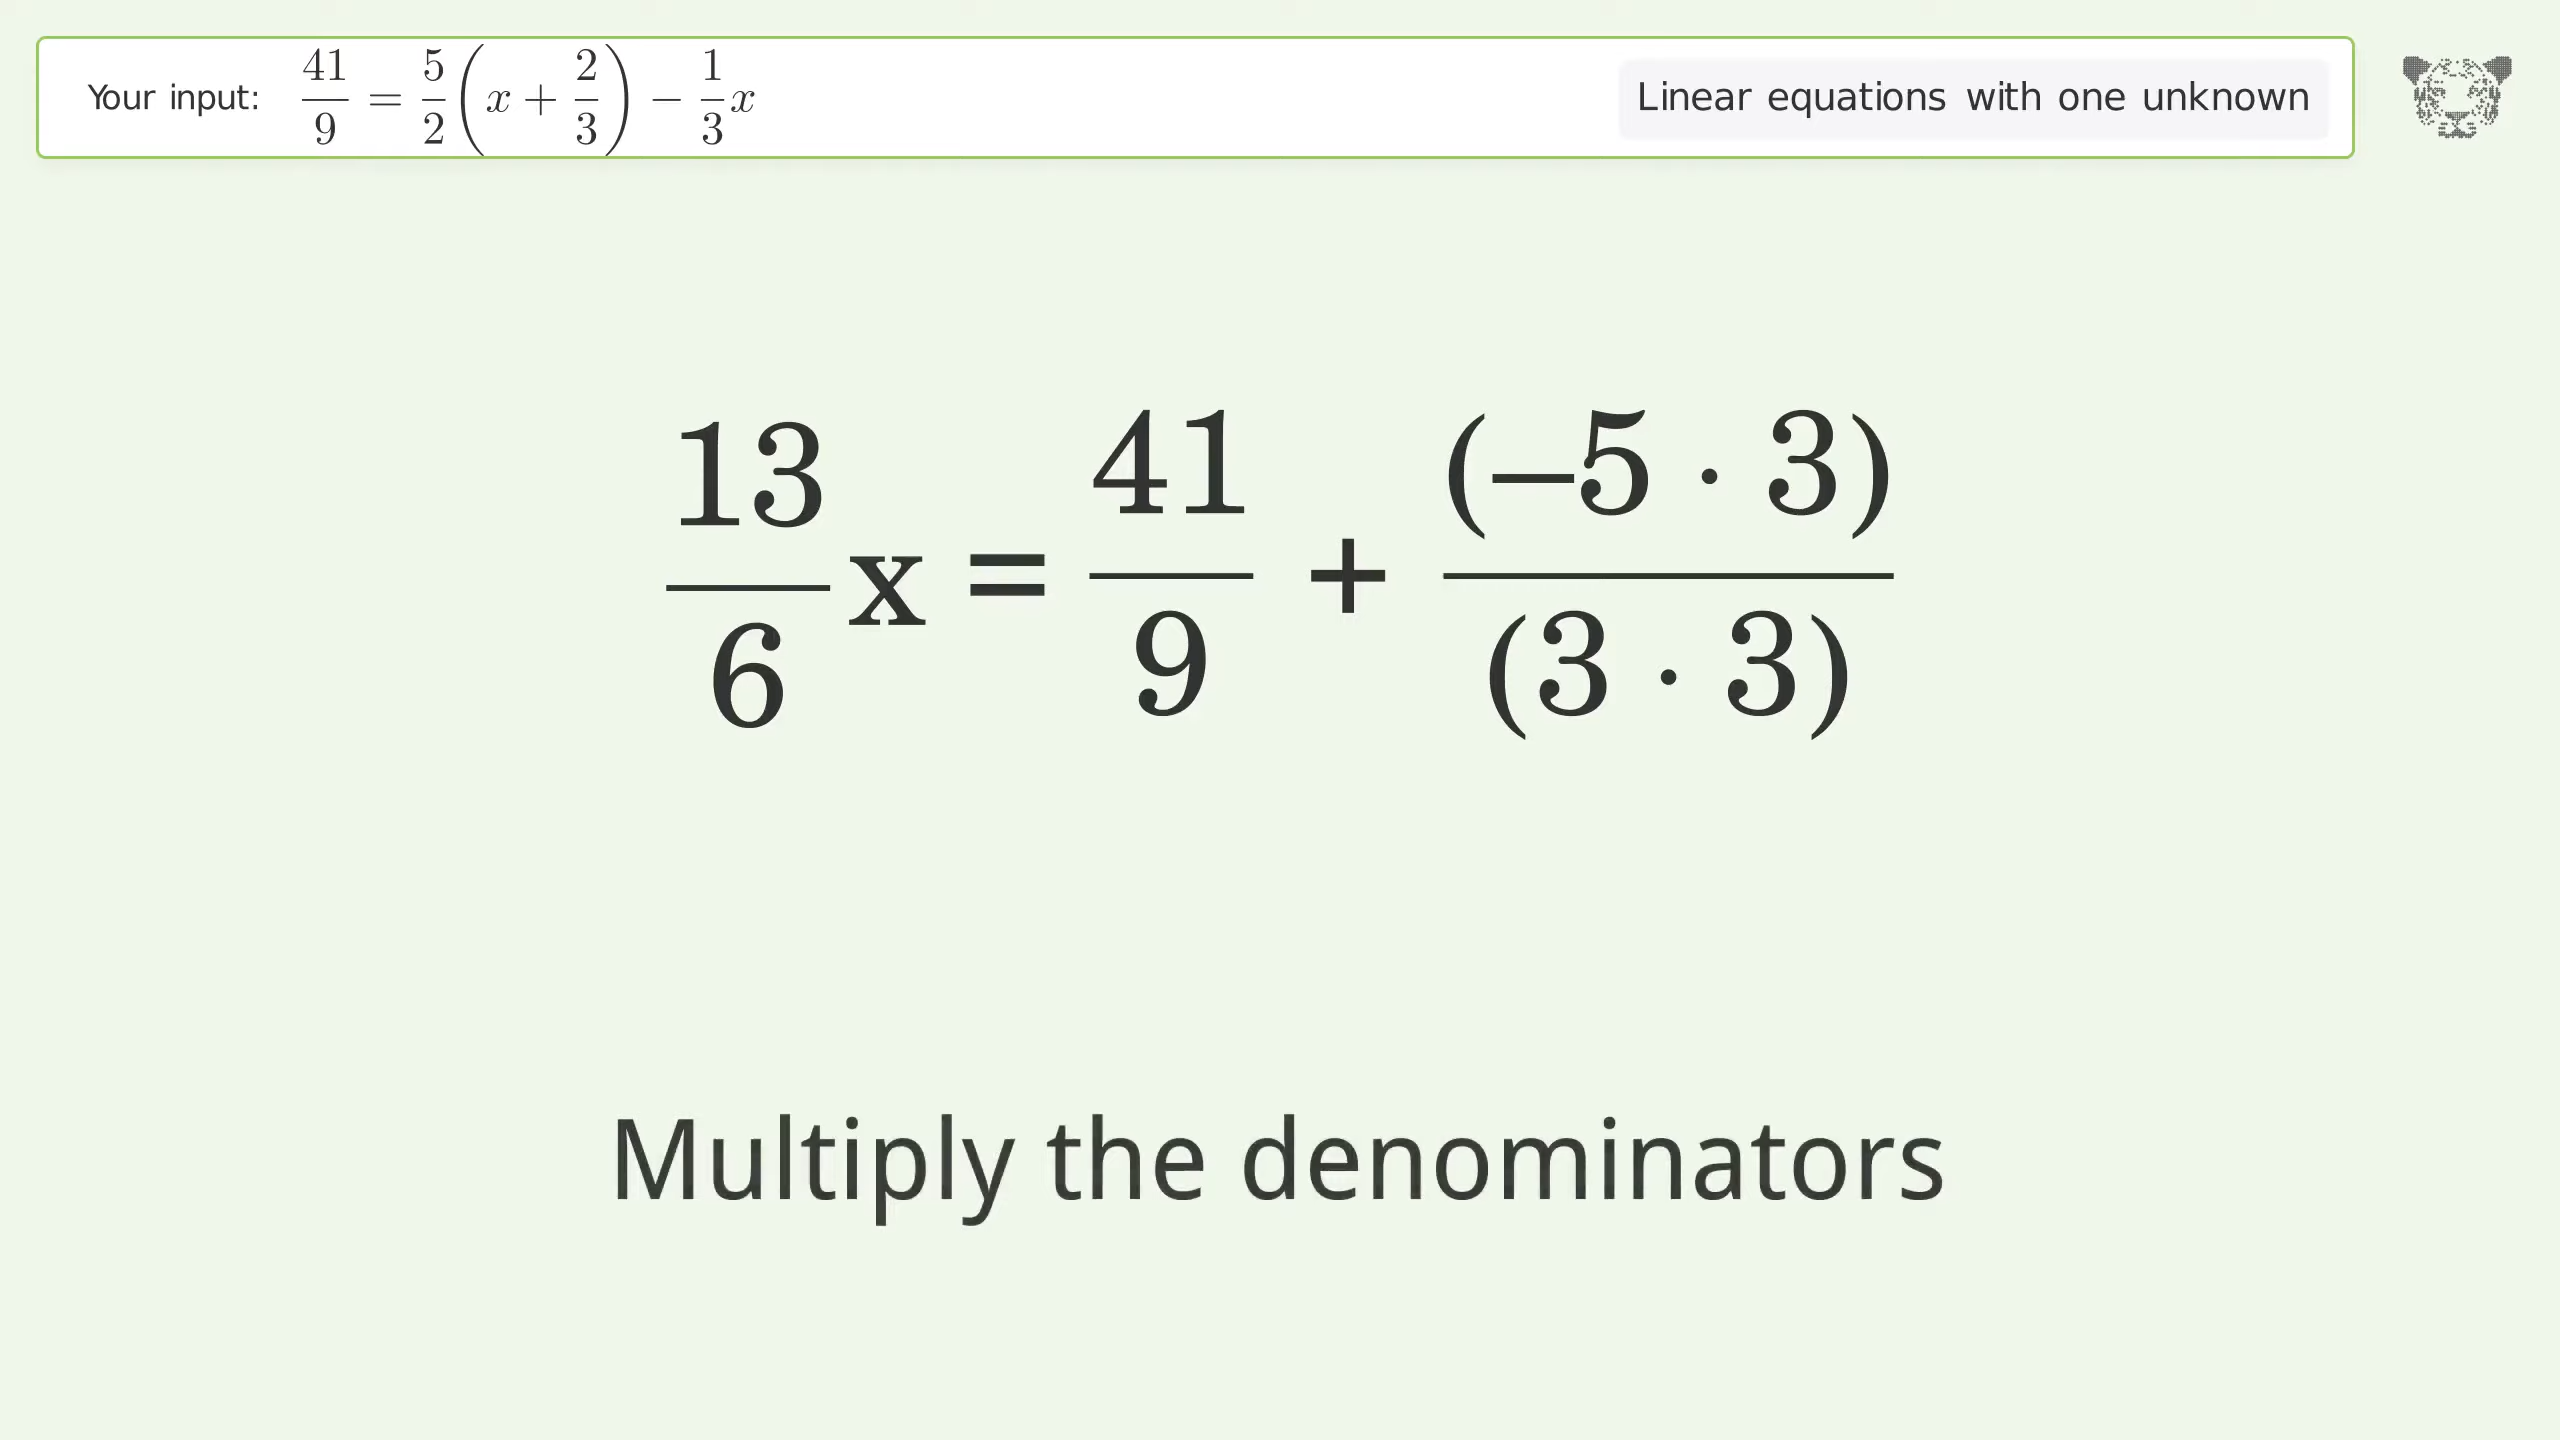 Your input: 41/9 = 5/2(x + 2/3) − 1/3x
Linear equations with one unknown
13/6 x = 41/9 + (−5 · 3)/(3 · 3)
Multiply the denominators